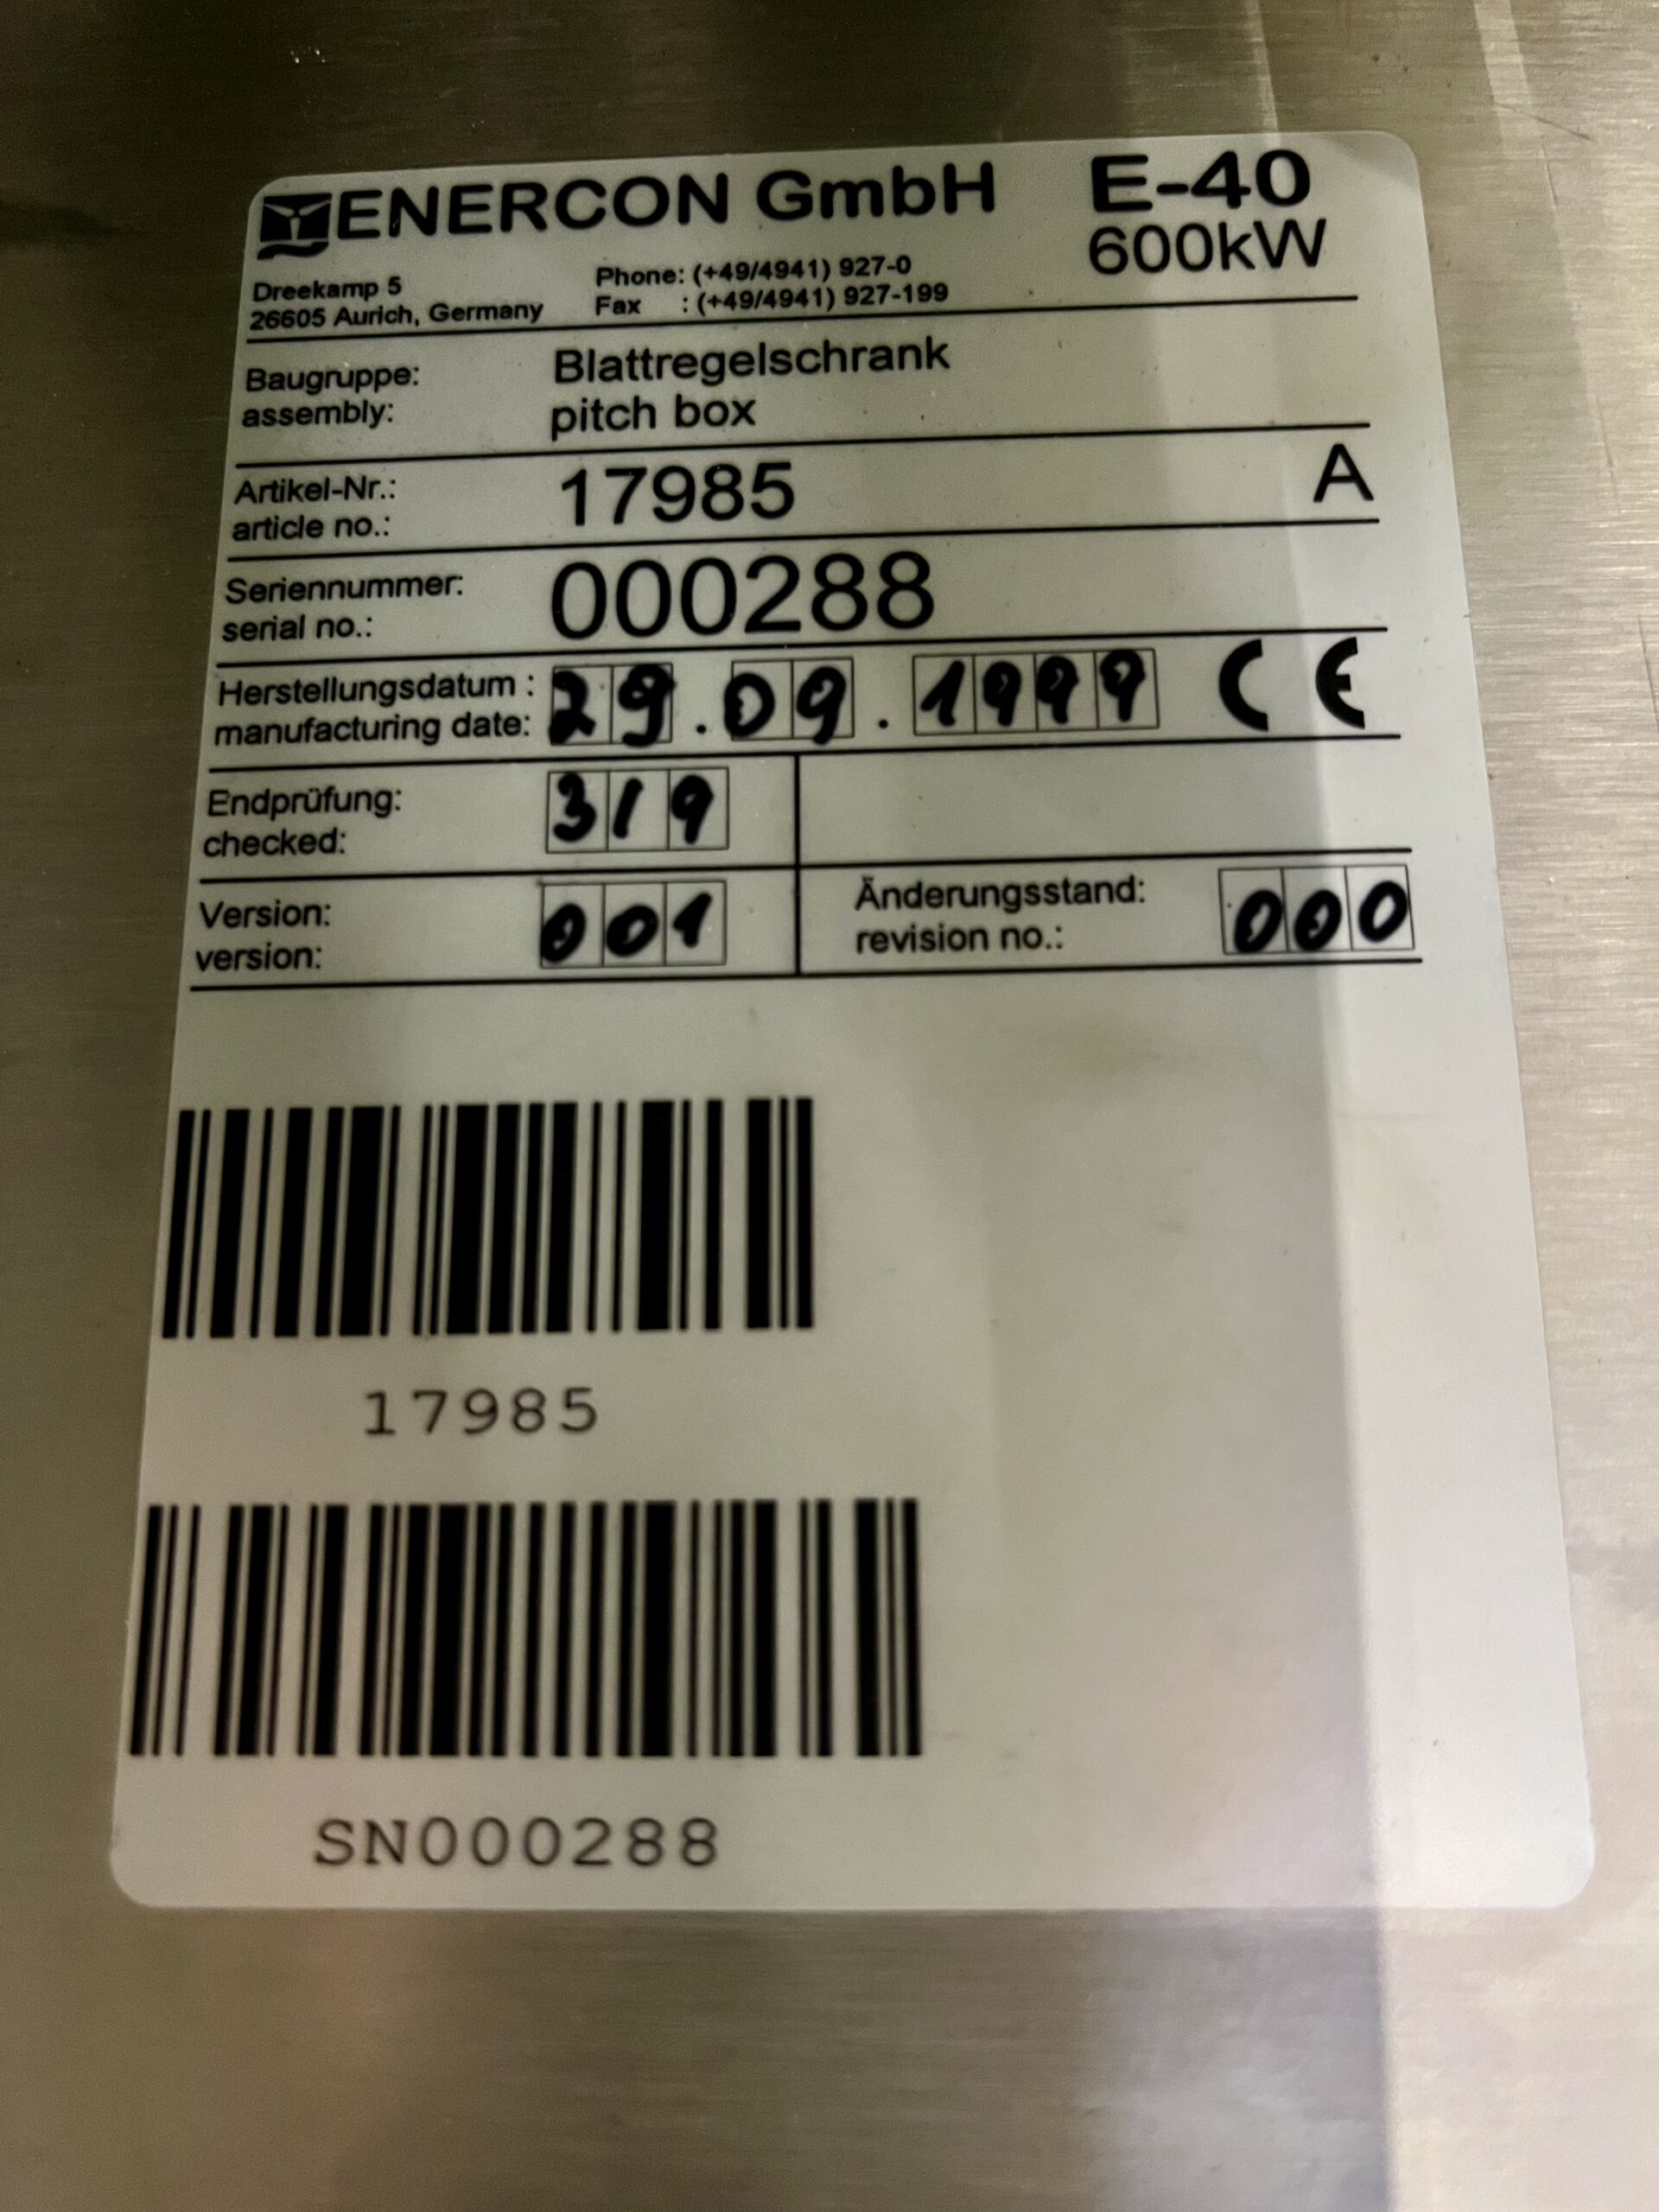 ENERCON GmbH E-40
600kW
Dreekamp 5 Phone: (+49/4941) 927-0
26605 Aurich, Germany Fax : (+49/4941) 927-199
Baugruppe: Blattregelschrank
assembly: pitch box
Artikel-Nr.: 17985 A
article no.:
Seriennummer: 000288
serial no.:
Herstellungsdatum : 29.09.1999 CE
manufacturing date:
Endprüfung: 319
checked:
Version: 001 Änderungsstand: 000
version: revision no.:
17985
SN000288